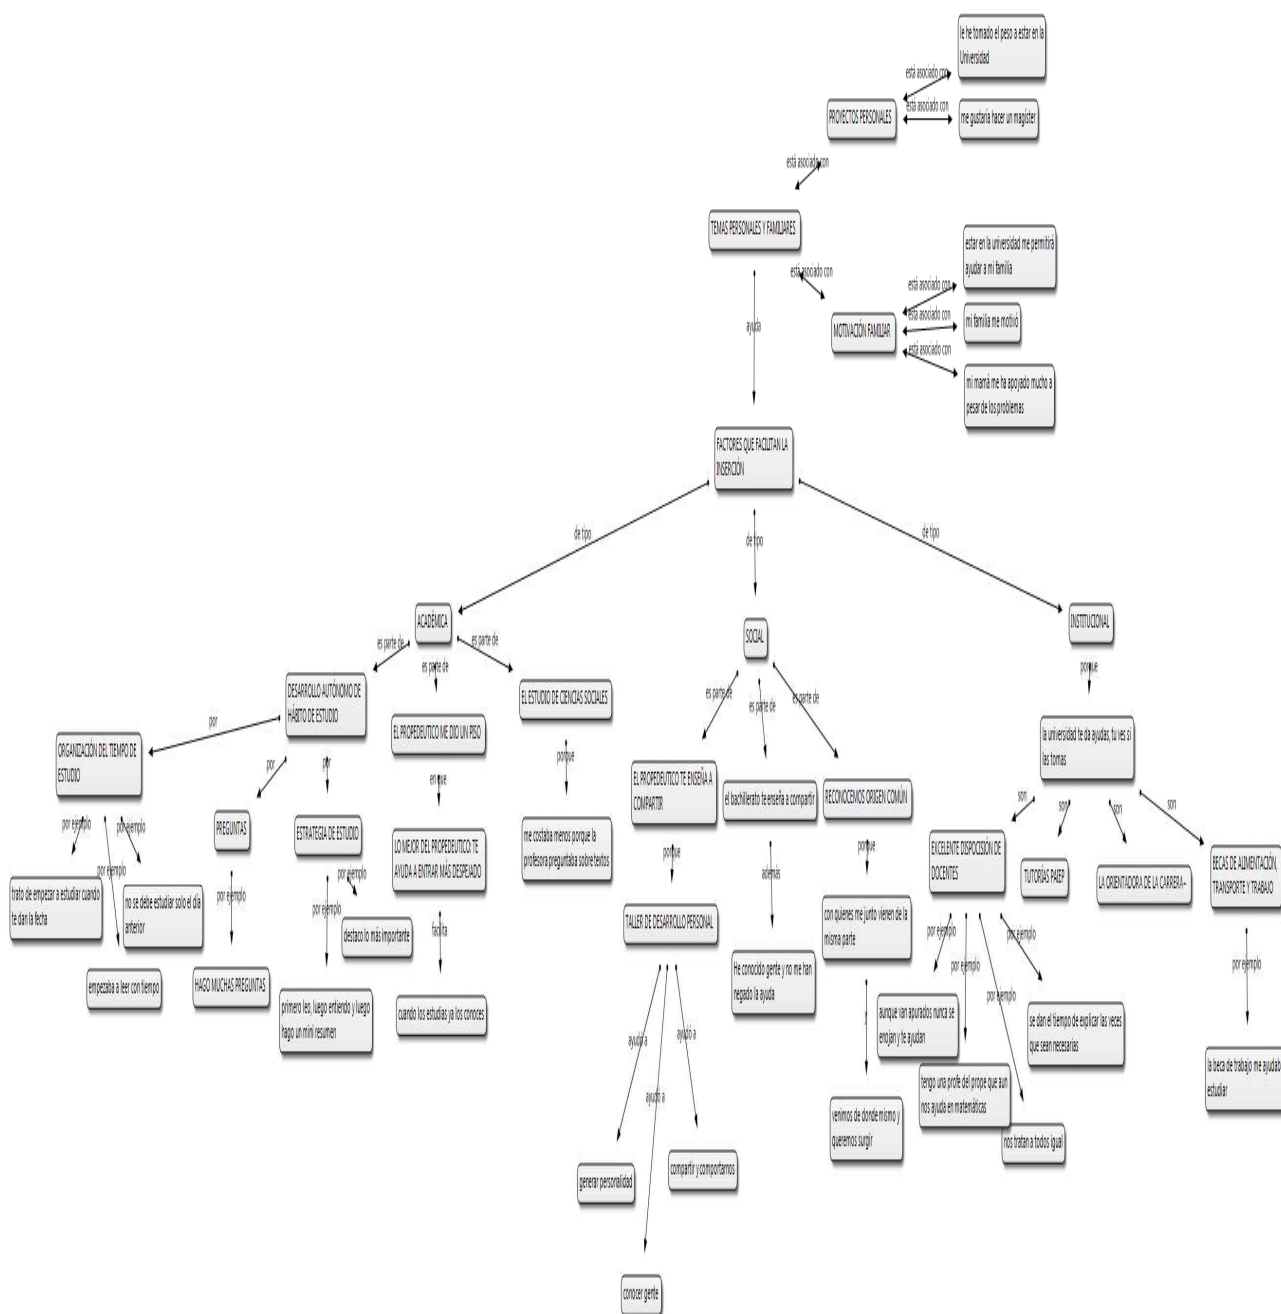 le he tomado el peso a estar en la
Universidad
está asociado con
PROYECTOS PERSONALES
está asociado con
me gustaría hacer un magíster
está asociado con
TEMAS PERSONALES Y FAMILIARES
está asociado con
estar en la universidad me permitirá
ayudar a mi familia
está asociado con
MOTIVACIÓN FAMILIAR
está asociado con
mi familia me motivó
está asociado con
mi mamá me ha apoyado mucho a
pesar de los problemas
ayuda
FACTORES QUE FACILITAN LA
INSERCIÓN
de tipo
de tipo
de tipo
ACADÉMICA
SOCIAL
INSTITUCIONAL
es parte de
es parte de
es parte de
DESARROLLO AUTÓNOMO DE
HÁBITO DE ESTUDIO
EL PROPEDEUTICO ME DIO UN PISO
EL ESTUDIO DE CIENCIAS SOCIALES
por
por
por
ORGANIZACIÓN DEL TIEMPO DE
ESTUDIO
PREGUNTAS
ESTRATEGIA DE ESTUDIO
en que
LO MEJOR DEL PROPEDEUTICO: TE
AYUDA A ENTRAR MÁS DESPEJADO
porque
me costaba menos porque la
profesora preguntaba sobre textos
por ejemplo
por ejemplo
por ejemplo
trato de empezar a estudiar cuando
te dan la fecha
no se debe estudiar solo el día
anterior
empezaba a leer con tiempo
por ejemplo
HAGO MUCHAS PREGUNTAS
por ejemplo
por ejemplo
destaco lo más importante
primero leo, luego entiendo y luego
hago un mini resumen
facilita
cuando los estudias ya los conoces
es parte de
es parte de
es parte de
EL PROPEDEUTICO TE ENSEÑA A
COMPARTIR
el bachillerato te enseña a compartir
RECONOCEMOS ORIGEN COMÚN
porque
TALLER DE DESARROLLO PERSONAL
además
He conocido gente y no me han
negado la ayuda
porque
con quiénes me junto vienen de la
misma parte
venimos de donde mismo y
queremos surgir
ayudó a
ayudó a
ayudó a
generar personalidad
compartir y comportarnos
conocer gente
porque
la universidad te da ayudas, tu ves si
las tomas
son
son
son
son
EXCELENTE DISPOCISIÓN DE
DOCENTES
TUTORÍAS PAIEP
LA ORIENTADORA DE LA CARRERA~
BECAS DE ALIMENTACIÓN,
TRANSPORTE Y TRABAJO
por ejemplo
por ejemplo
por ejemplo
por ejemplo
aunque van apurados nunca se
enojan y te ayudan
tengo una profe del prope que aun
nos ayuda en matemáticas
nos tratan a todos igual
se dan el tiempo de explicar las veces
que sean necesarias
por ejemplo
la beca de trabajo me ayudaba
estudiar